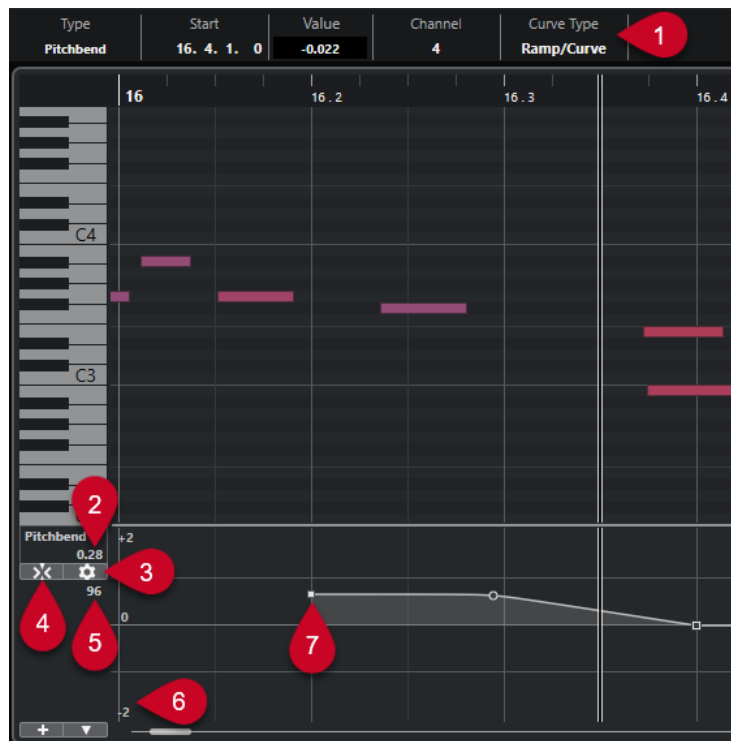 Type Start Value Channel Curve Type
Pitchbend 16. 4. 1. 0 -0.022 4 Ramp/Curve
1
16 16.2 16.3 16.4
C4
C3
2
Pitchbend +2
0.28
3
96
4
5
0
7
6
-2